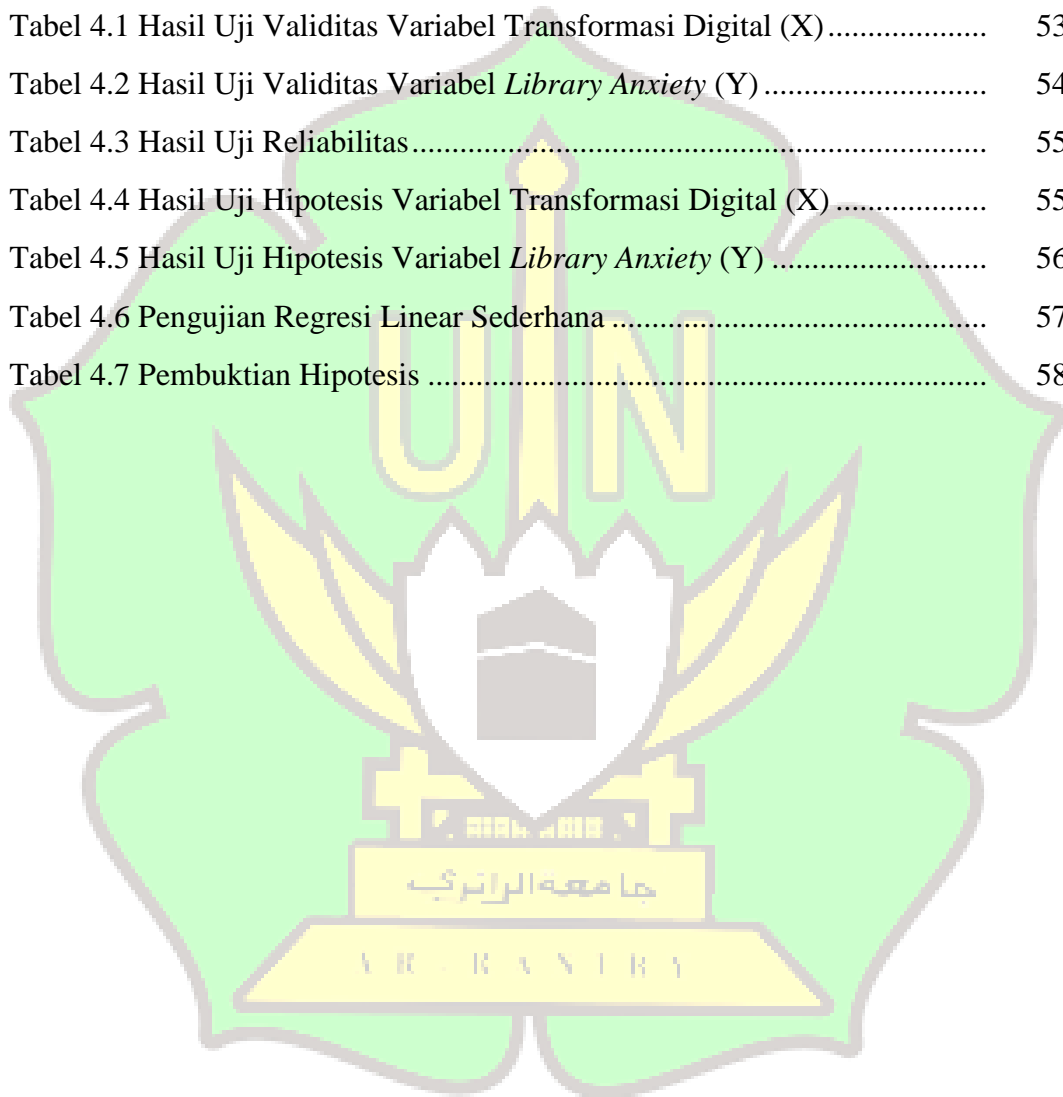 Tabel 4.1 Hasil Uji Validitas Variabel Transformasi Digital (X)................... 53
Tabel 4.2 Hasil Uji Validitas Variabel Library Anxiety (Y)........................... 54
Tabel 4.3 Hasil Uji Reliabilitas...................................................................... 55
Tabel 4.4 Hasil Uji Hipotesis Variabel Transformasi Digital (X).................. 55
Tabel 4.5 Hasil Uji Hipotesis Variabel Library Anxiety (Y).......................... 56
Tabel 4.6 Pengujian Regresi Linear Sederhana.............................................. 57
Tabel 4.7 Pembuktian Hipotesis.................................................................... 58
UIN
جامعة الرانري
AR-RANIRY